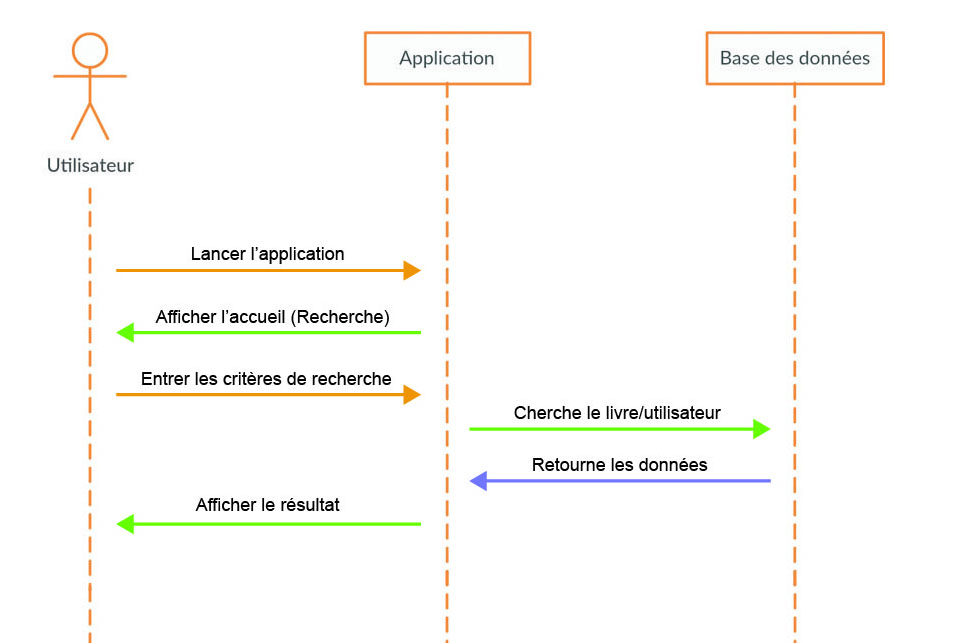 Application
Base des données
Utilisateur
Lancer l’application
Afficher l’accueil (Recherche)
Entrer les critères de recherche
Cherche le livre/utilisateur
Retourne les données
Afficher le résultat